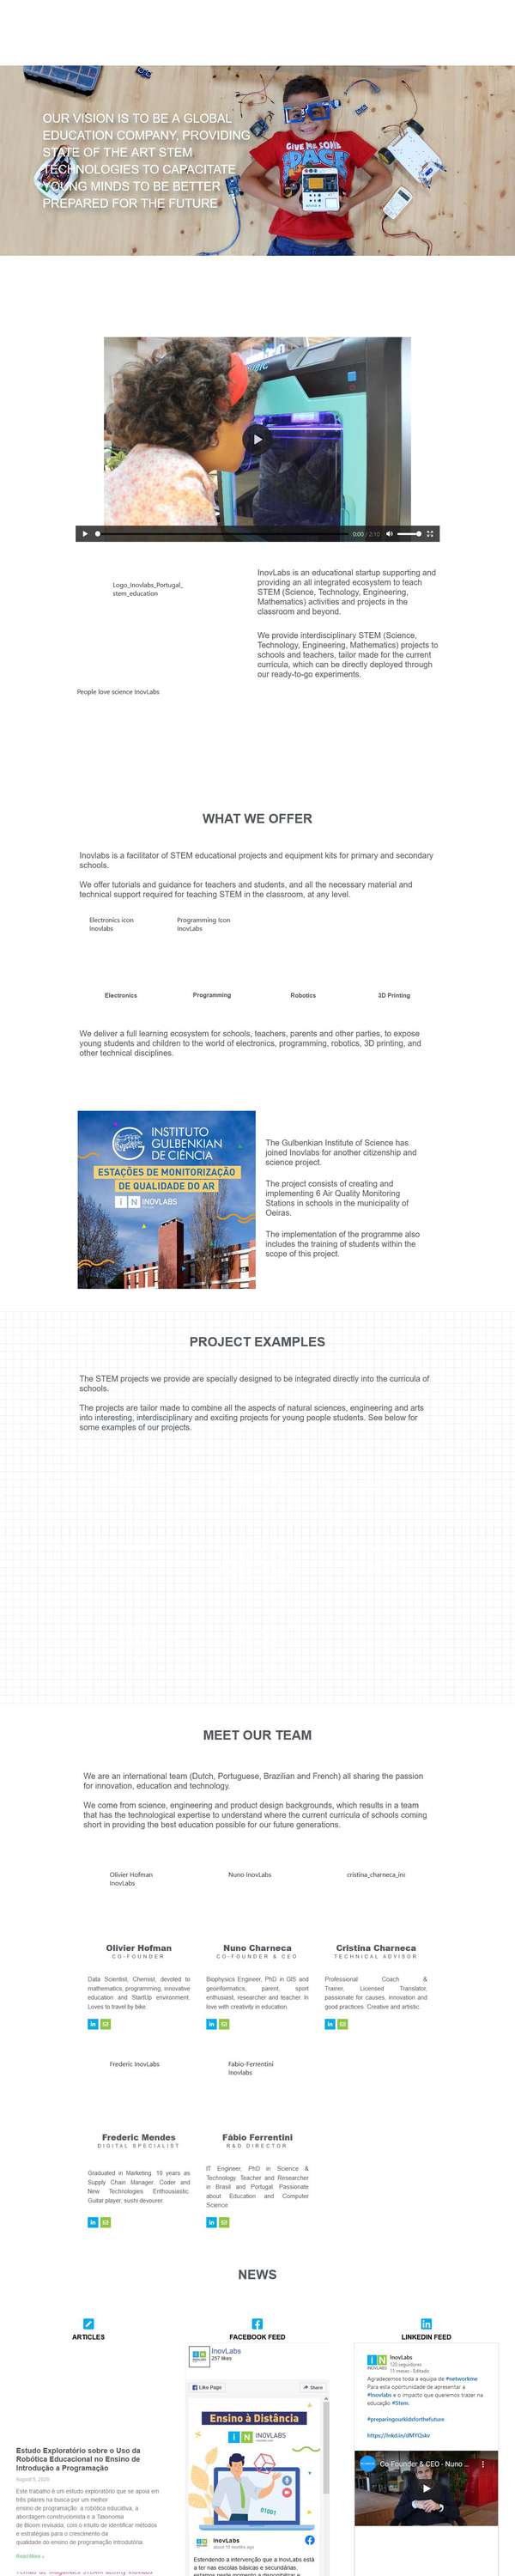 OUR VISION IS TO BE A GLOBAL
EDUCATION COMPANY, PROVIDING
STATE OF THE ART STEM
TECHNOLOGIES TO CAPACITATE
YOUNG MINDS TO BE BETTER
PREPARED FOR THE FUTURE
GIVE ME SOME
SPACE
0:00 / 2:10
Logo_Inovlabs_Portugal_
stem_education
InovLabs is an educational startup supporting and
providing an all integrated ecosystem to teach
STEM (Science, Technology, Engineering,
Mathematics) activities and projects in the
classroom and beyond.
We provide interdisciplinary STEM (Science,
Technology, Engineering, Mathematics) projects to
schools and teachers, tailor made for the current
curricula, which can be directly deployed through
our ready-to-go experiments.
People love science InovLabs
WHAT WE OFFER
Inovlabs is a facilitator of STEM educational projects and equipment kits for primary and secondary
schools.
We offer tutorials and guidance for teachers and students, and all the necessary material and
technical support required for teaching STEM in the classroom, at any level.
Electronics icon
Inovlabs
Programming Icon
InovLabs
Electronics
Programming
Robotics
3D Printing
We deliver a full learning ecosystem for schools, teachers, parents and other parties, to expose
young students and children to the world of electronics, programming, robotics, 3D printing, and
other technical disciplines.
INSTITUTO
GULBENKIAN
DE CIÊNCIA
ESTAÇÕES DE MONITORIZAÇÃO
DE QUALIDADE DO AR
IN INOVLABS
The Gulbenkian Institute of Science has
joined Inovlabs for another citizenship and
science project.
The project consists of creating and
implementing 6 Air Quality Monitoring
Stations in schools in the municipality of
Oeiras.
The implementation of the programme also
includes the training of students within the
scope of this project.
PROJECT EXAMPLES
The STEM projects we provide are specially designed to be integrated directly into the curricula of
schools.
The projects are tailor made to combine all the aspects of natural sciences, engineering and arts
into interesting, interdisciplinary and exciting projects for young people students. See below for
some examples of our projects.
MEET OUR TEAM
We are an international team (Dutch, Portuguese, Brazilian and French) all sharing the passion
for innovation, education and technology.
We come from science, engineering and product design backgrounds, which results in a team
that has the technological expertise to understand where the current curricula of schools coming
short in providing the best education possible for our future generations.
Olivier Hofman
InovLabs
Nuno InovLabs
cristina_charneca_inc
Olivier Hofman
CO-FOUNDER
Data Scientist, Chemist, devoted to
mathematics, programming, innovative
education and StartUp environment.
Loves to travel by bike.
Nuno Charneca
CO-FOUNDER & CEO
Biophysics Engineer, PhD in GIS and
geoinformatics, parent, sport
enthusiast, researcher and teacher in
love with creativity in education
Cristina Charneca
TECHNICAL ADVISOR
Professional Coach &
Trainer, Licensed Translator,
passionate for causes, innovation and
good practices. Creative and artistic.
Frederic InovLabs
Fabio-Ferrentini
Inovlabs
Frederic Mendes
DIGITAL SPECIALIST
Graduated in Marketing. 10 years as
Supply Chain Manager. Coder and
New Technologies Enthousiastic.
Guitar player, sushi devourer.
Fábio Ferrentini
R&D DIRECTOR
IT Engineer, PhD in Science &
Technology. Teacher and Researcher
in Brasil and Portugal. Passionate
about Education and Computer
Science
NEWS
ARTICLES
Estudo Exploratório sobre o Uso da
Robótica Educacional no Ensino de
Introdução a Programação
August 5, 2020
Este trabalho é um estudo exploratório que se apoia em
três pilares na busca por um melhor
ensino de programação: a robótica educativa, a
abordagem construcionista e a Taxonomia
de Bloom revisada, com o intuito de identificar métodos
e estratégias para o crescimento da
qualidade do ensino de programação introdutória.
Read More »
FACEBOOK FEED
InovLabs
257 likes
Like Page
Share
Ensino à Distância
IN INOVLABS
01001
InovLabs
about 10 months ago
Estendendo a intervenção que a InovLabs está
a ter nas escolas básicas e secundárias,
LINKEDIN FEED
IN
INOVLABS
InovLabs
120 seguidores
11 meses · Editado
Agradecemos toda a equipa de #networkme
Para esta oportunidade de apresentar a
#Inovlabs e o impacto que queremos trazer na
educação #Stem.
#preparingourkidsforthefuture
https://lnkd.in/dMYQskv
Co-Founder & CEO - Nuno ...